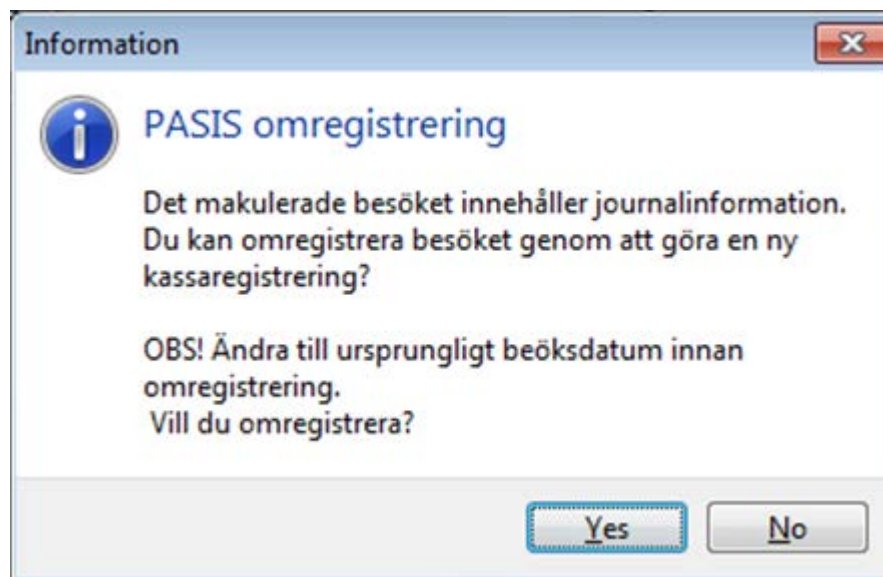 Information
PASIS omregistrering
Det makulerade besöket innehåller journalinformation.
Du kan omregistrera besöket genom att göra en ny
kassaregistrering?
OBS! Ändra till ursprungligt beöksdatum innan
omregistrering.
Vill du omregistrera?
Yes
No